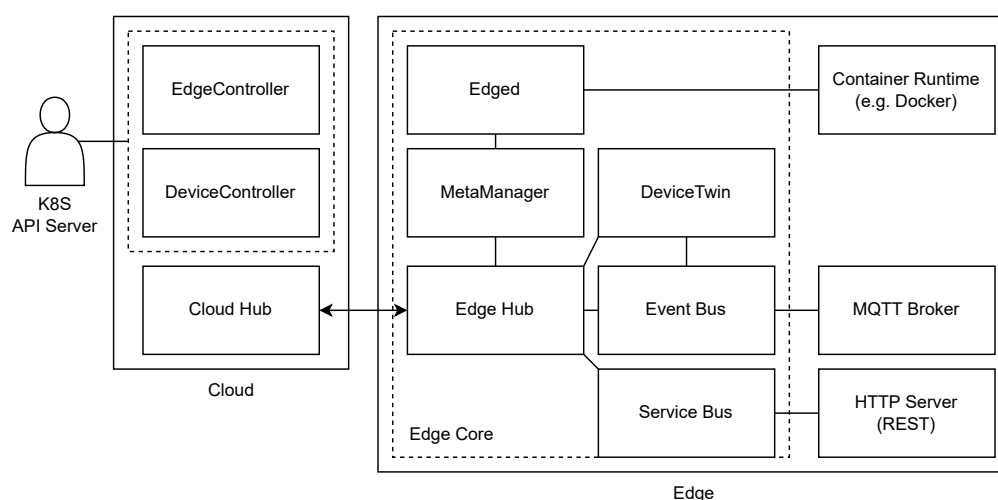 EdgeController
DeviceController
K8S
API Server
Cloud Hub
Cloud
Edged
Container Runtime
(e.g. Docker)
MetaManager
DeviceTwin
Edge Hub
Event Bus
MQTT Broker
Edge Core
Service Bus
HTTP Server
(REST)
Edge